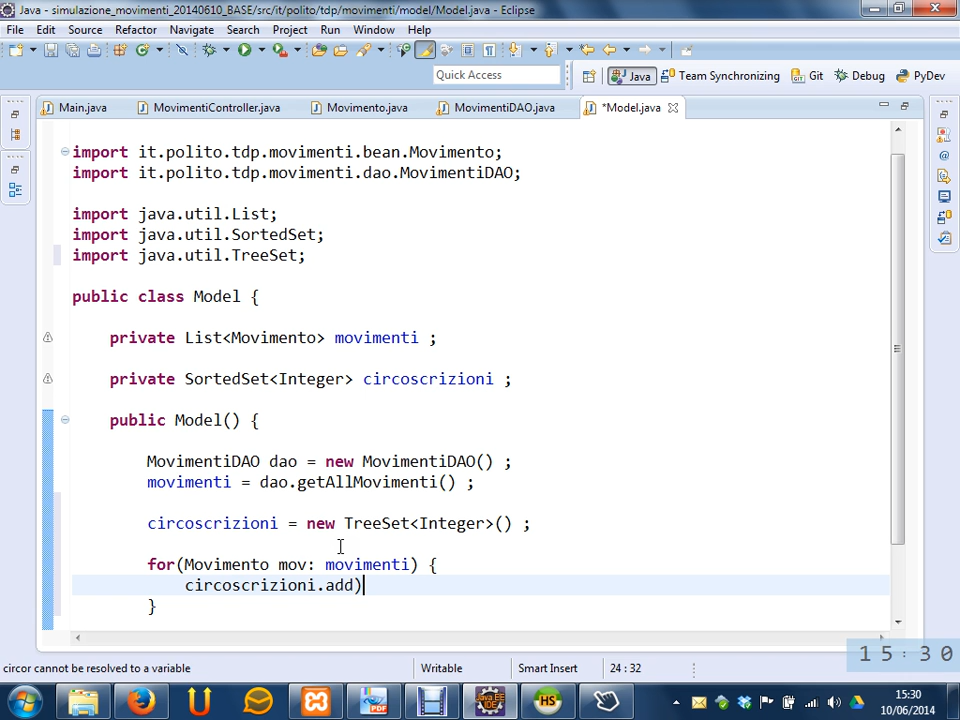 Java - simulazione_movimenti_20140610_BASE/src/it/polito/tdp/movimenti/model/Model.java - Eclipse
File Edit Source Refactor Navigate Search Project Run Window Help
Quick Access
Java Team Synchronizing Git Debug PyDev
Main.java MovimentiController.java Movimento.java MovimentiDAO.java *Model.java
import it.polito.tdp.movimenti.bean.Movimento;
import it.polito.tdp.movimenti.dao.MovimentiDAO;
import java.util.List;
import java.util.SortedSet;
import java.util.TreeSet;
public class Model {
private List<Movimento> movimenti ;
private SortedSet<Integer> circoscrizioni ;
public Model() {
MovimentiDAO dao = new MovimentiDAO() ;
movimenti = dao.getAllMovimenti() ;
circoscrizioni = new TreeSet<Integer>() ;
for(Movimento mov: movimenti) {
circoscrizioni.add)
}
15:30
circor cannot be resolved to a variable Writable Smart Insert 24 : 32
PDF Java EE IDE HS 15:30
10/06/2014